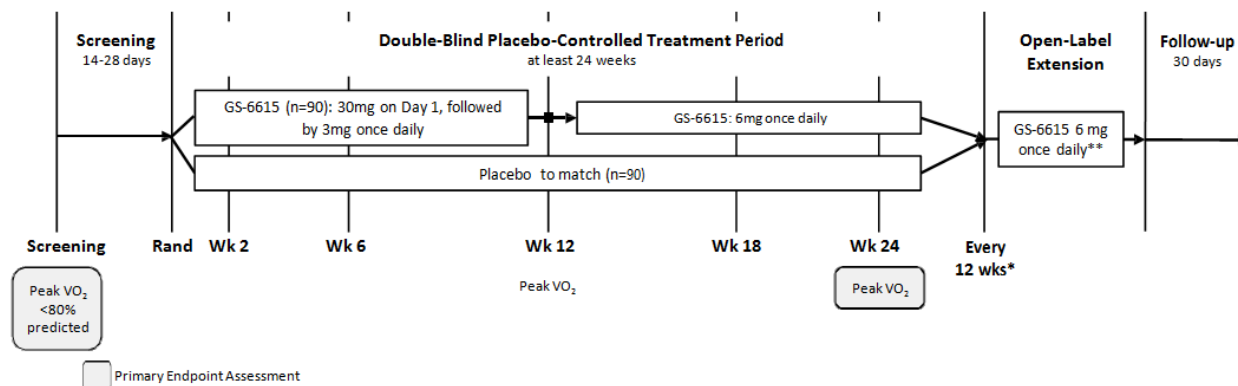 Screening
14-28 days
Double-Blind Placebo-Controlled Treatment Period
at least 24 weeks
Open-Label
Extension
Follow-up
30 days
GS-6615 (n=90): 30mg on Day 1, followed
by 3mg once daily
GS-6615: 6mg once daily
GS-6615 6 mg
once daily**
Placebo to match (n=90)
Screening
Rand
Wk 2
Wk 6
Wk 12
Wk 18
Wk 24
Every
12 wks*
Peak VO₂
<80%
predicted
Peak VO₂
Peak VO₂
Primary Endpoint Assessment